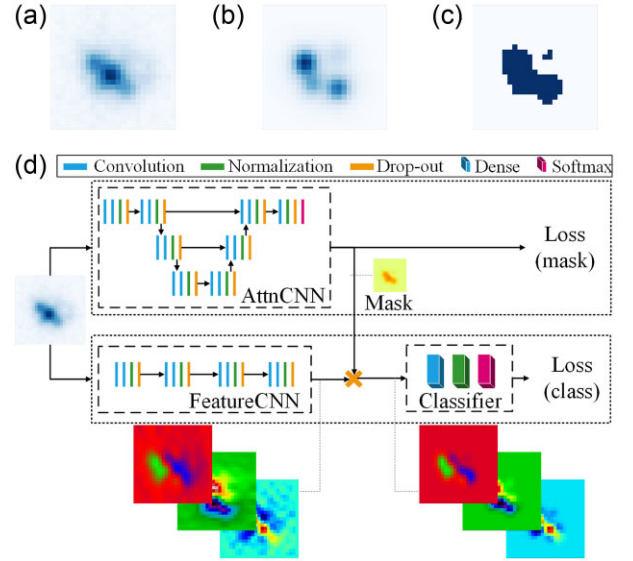 (a) (b) (c)
(d)
Convolution Normalization Drop-out Dense Softmax
AttnCNN
Loss
(mask)
Mask
FeatureCNN
Classifier
Loss
(class)